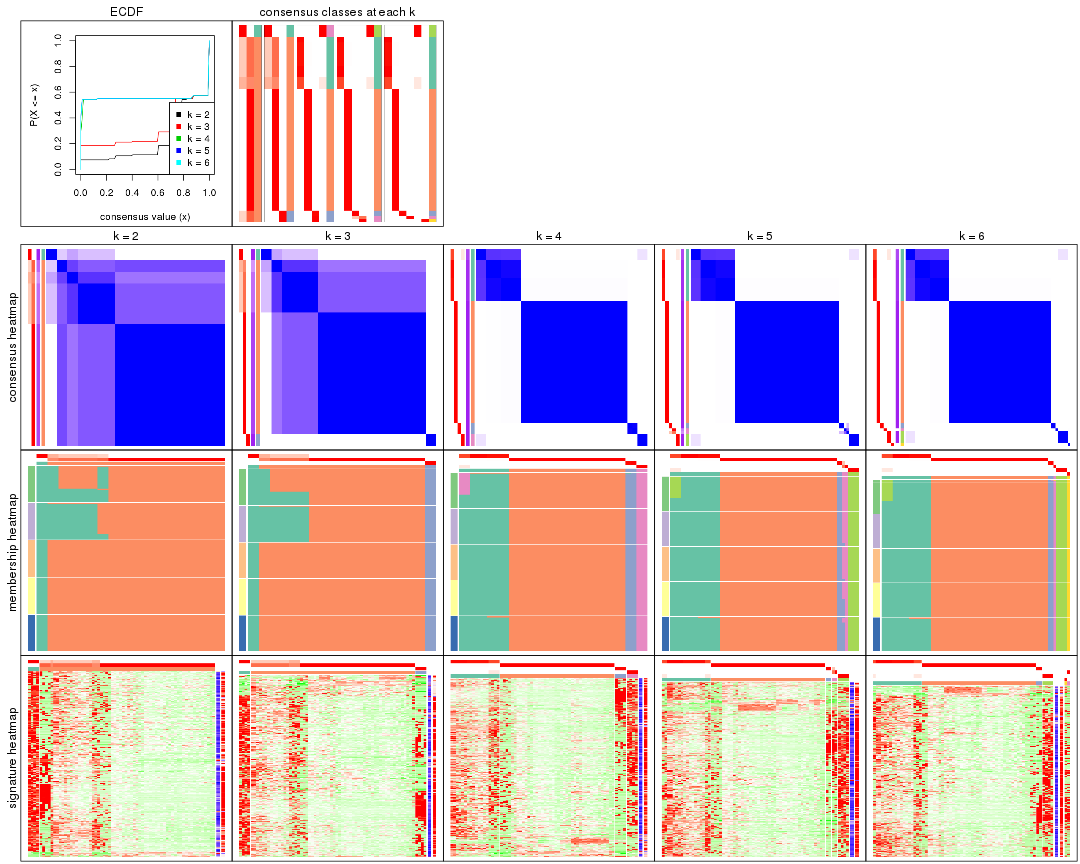 ECDF
consensus classes at each k
P(X <= x)
0.0 0.2 0.4 0.6 0.8 1.0
k = 2
k = 3
k = 4
k = 5
k = 6
0.0 0.2 0.4 0.6 0.8 1.0
consensus value (x)
k = 2 k = 3 k = 4 k = 5 k = 6
consensus heatmap
membership heatmap
signature heatmap